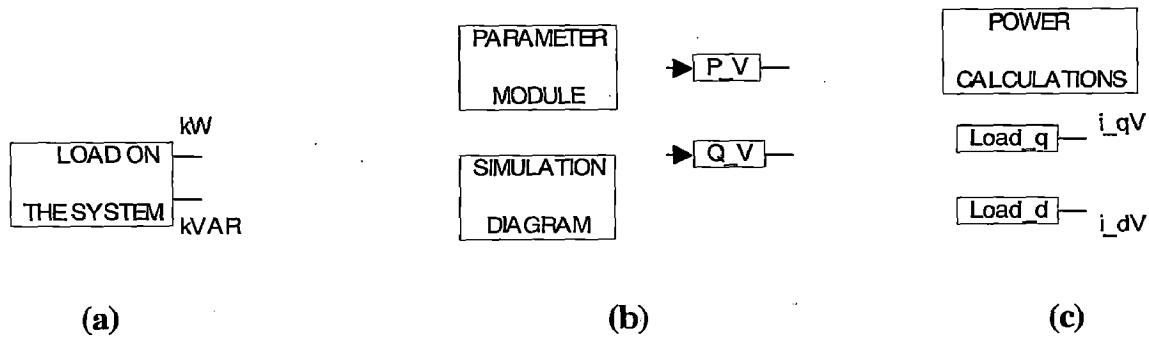 kW
LOAD ON
THE SYSTEM
kVAR
(a)
PARAMETER
MODULE
P_V
SIMULATION
DIAGRAM
Q_V
(b)
POWER
CALCULATIONS
Load_q
i_qV
Load_d
i_dV
(c)